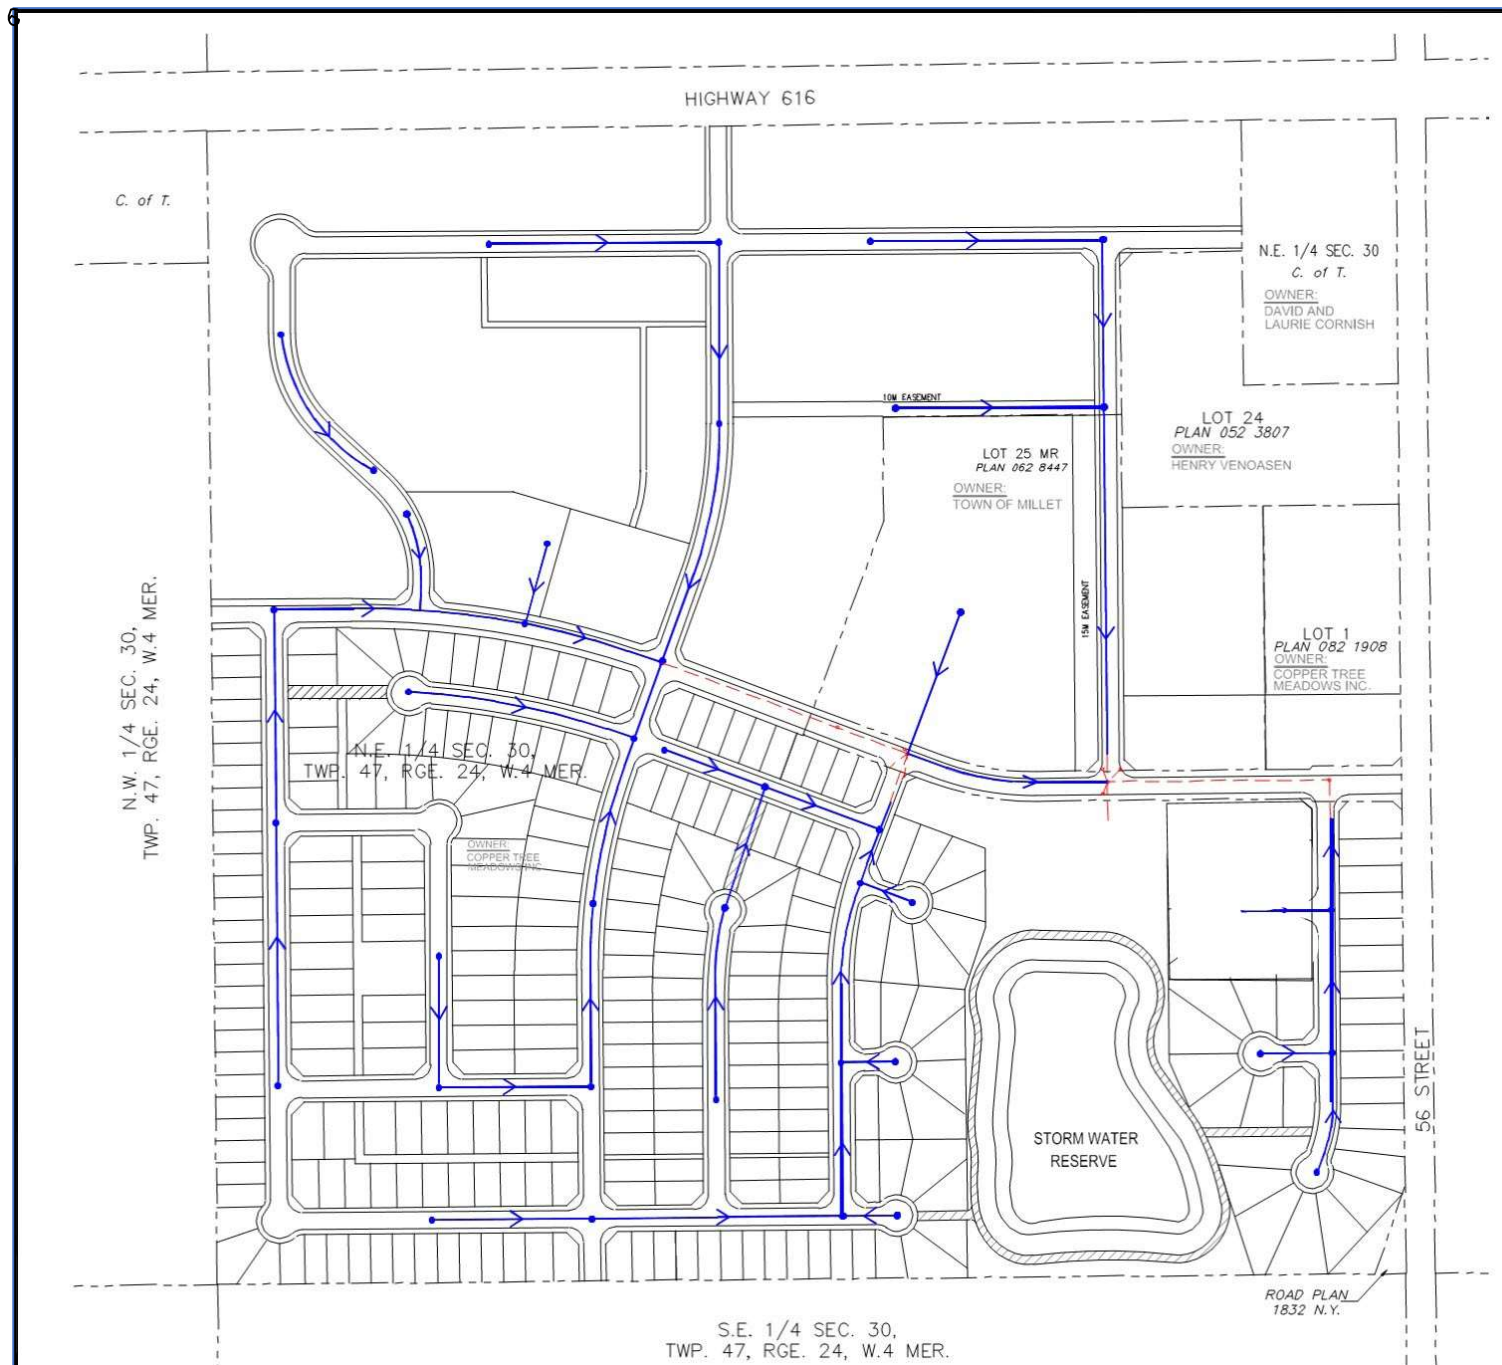 6
HIGHWAY 616
C. of T.
N.E. 1/4 SEC. 30
C. of T.
OWNER:
DAVID AND
LAURIE CORNISH
10M EASEMENT
LOT 24
PLAN 052 3807
OWNER:
HENRY VENOASEN
LOT 25 MR
PLAN 062 8447
OWNER:
TOWN OF MILLET
15M EASEMENT
LOT 1
PLAN 082 1908
OWNER:
COPPER TREE
MEADOWS INC.
N.W. 1/4 SEC. 30,
TWP. 47, RGE. 24, W.4 MER.
N.E. 1/4 SEC. 30,
TWP. 47, RGE. 24, W.4 MER.
OWNER:
COPPER TREE
MEADOWS INC
STORM WATER
RESERVE
56 STREET
ROAD PLAN
1832 N.Y.
S.E. 1/4 SEC. 30,
TWP. 47, RGE. 24, W.4 MER.